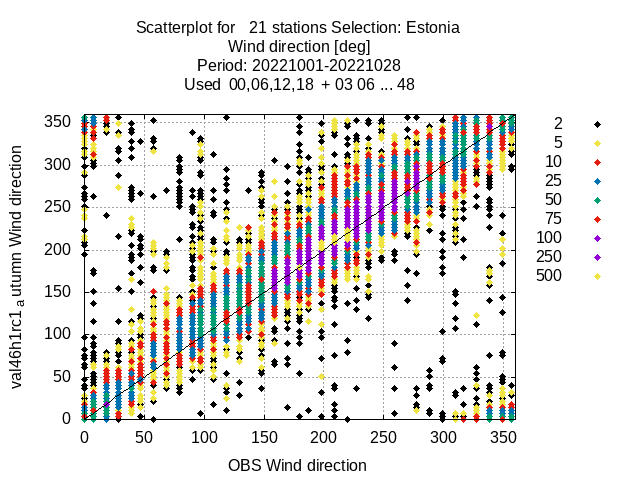 Scatterplot for 21 stations Selection: Estonia
Wind direction [deg]
Period: 20221001-20221028
Used 00,06,12,18 + 03 06 ... 48
val46h1rc1 a utumn Wind direction
350
300
250
200
150
100
50
0
0 50 100 150 200 250 300 350
OBS Wind direction
2
5
10
25
50
75
100
250
500